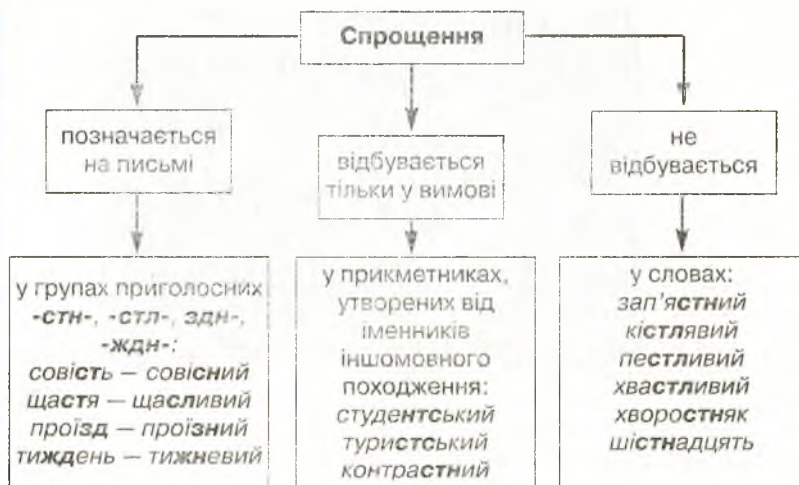 Спрощення
позначається
на письмі
відбувається
тільки у вимові
не
відбувається
у групах приголосних
-стн-, -стл-, здн-,
-ждн-:
совість — совісний
щастя — щасливий
проїзд — проїзний
тиждень — тижневий
у прикметниках,
утворених від
іменників
іншомовного
походження:
студентський
туристський
контрастний
у словах:
зап'ястний
кістлявий
пестливий
хвастливий
хворостняк
шістнадцять